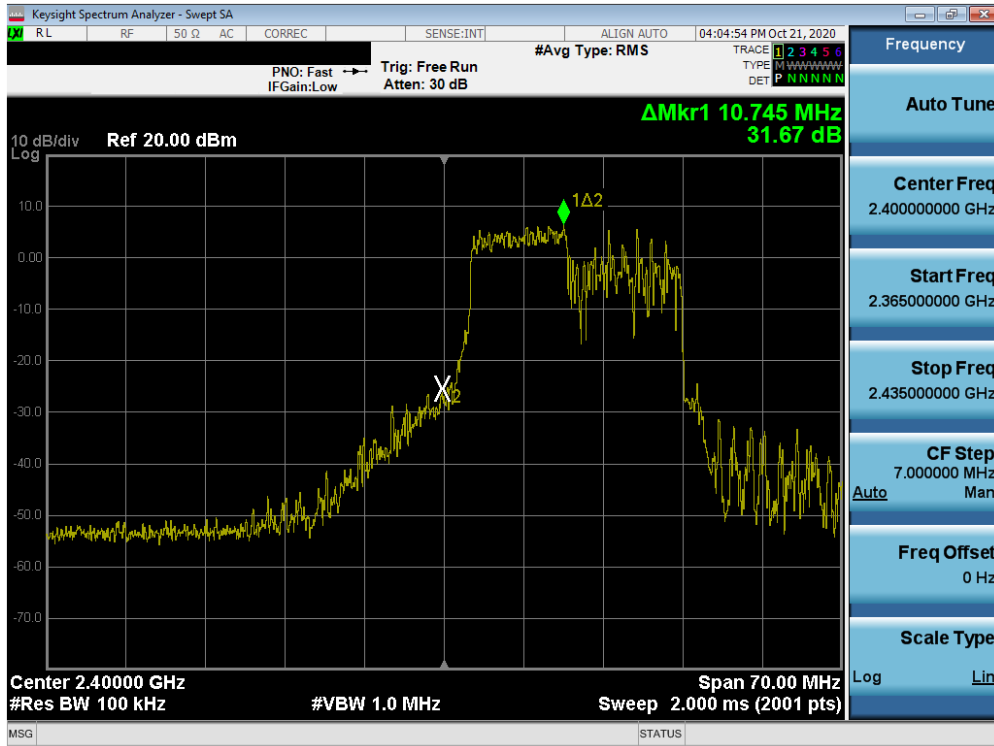 Keysight Spectrum Analyzer - Swept SA
LXI RL RF 50 Ω AC CORREC SENSE:INT ALIGN AUTO 04:04:54 PM Oct 21, 2020
#Avg Type: RMS
TRACE 1 2 3 4 5 6
TYPE M WWWWW
DET P N N N N N
PNO: Fast
IFGain:Low
Trig: Free Run
Atten: 30 dB
ΔMkr1 10.745 MHz
31.67 dB
10 dB/div
Log
Ref 20.00 dBm
1Δ2
10.0
0.00
-10.0
-20.0
X2
-30.0
-40.0
-50.0
-60.0
-70.0
Center 2.40000 GHz
Span 70.00 MHz
#Res BW 100 kHz
#VBW 1.0 MHz
Sweep 2.000 ms (2001 pts)
MSG
STATUS
Frequency
Auto Tune
Center Freq
2.400000000 GHz
Start Freq
2.365000000 GHz
Stop Freq
2.435000000 GHz
CF Step
7.000000 MHz
Auto Man
Freq Offset
0 Hz
Scale Type
Log Lin